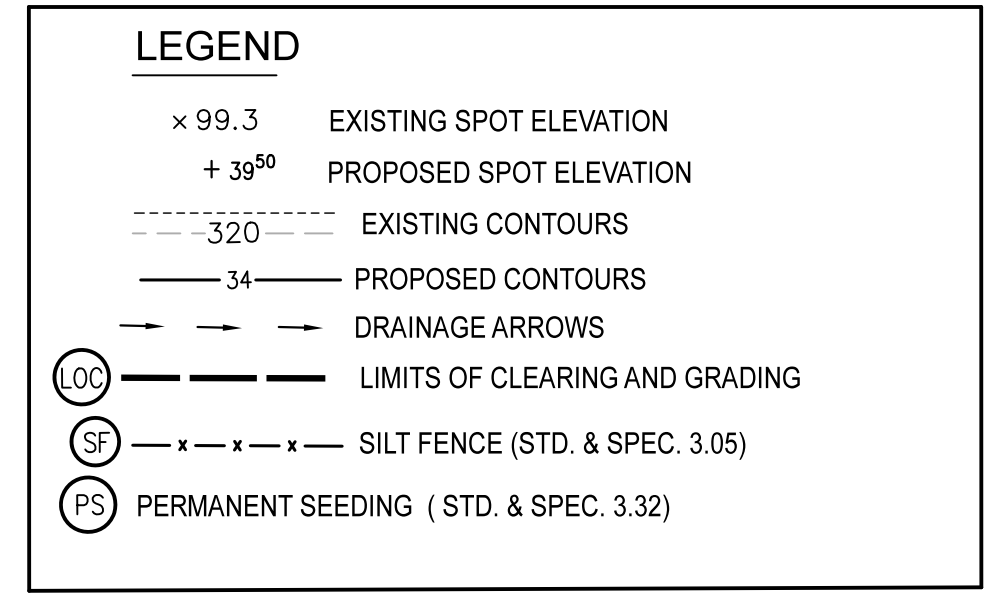 LEGEND
× 99.3 EXISTING SPOT ELEVATION
+ 39⁵⁰ PROPOSED SPOT ELEVATION
320 EXISTING CONTOURS
34 PROPOSED CONTOURS
DRAINAGE ARROWS
LOC LIMITS OF CLEARING AND GRADING
SF x x x SILT FENCE (STD. & SPEC. 3.05)
PS PERMANENT SEEDING ( STD. & SPEC. 3.32)